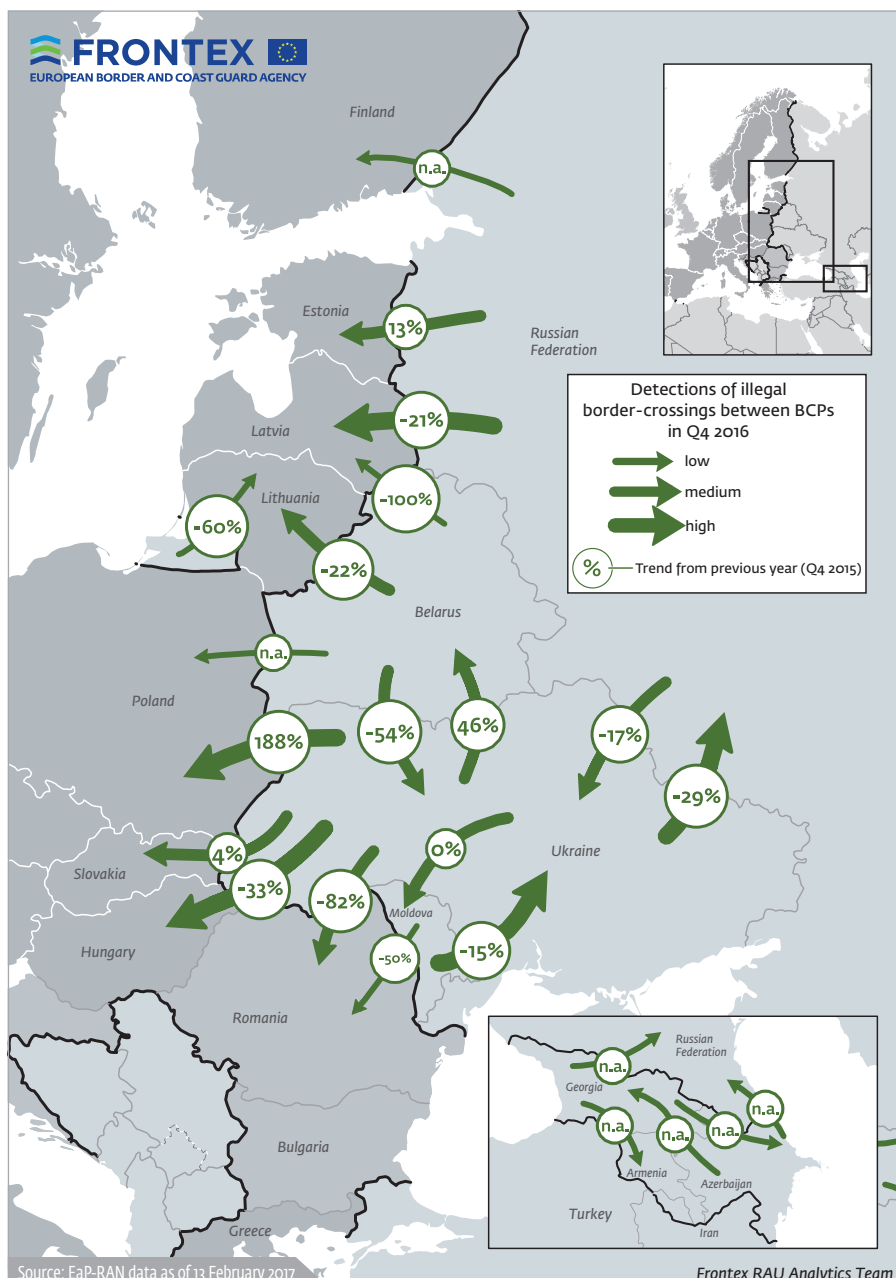 FRONTEX
EUROPEAN BORDER AND COAST GUARD AGENCY
Finland
n.a.
Estonia
13%
Russian
Federation
Detections of illegal
border-crossings between BCPs
in Q4 2016
low
medium
high
% Trend from previous year (Q4 2015)
Latvia
-21%
Lithuania
-100%
-60%
-22%
Belarus
n.a.
Poland
188%
-54%
46%
-17%
-29%
4%
0%
Ukraine
Slovakia
-33%
-82%
Moldova
Hungary
-50%
-15%
Romania
Bulgaria
Greece
Russian
Federation
n.a.
Georgia
n.a.
n.a.
n.a.
n.a.
Armenia
Azerbaijan
Turkey
Iran
Source: EaP-RAN data as of 13 February 2017
Frontex RAU Analytics Team